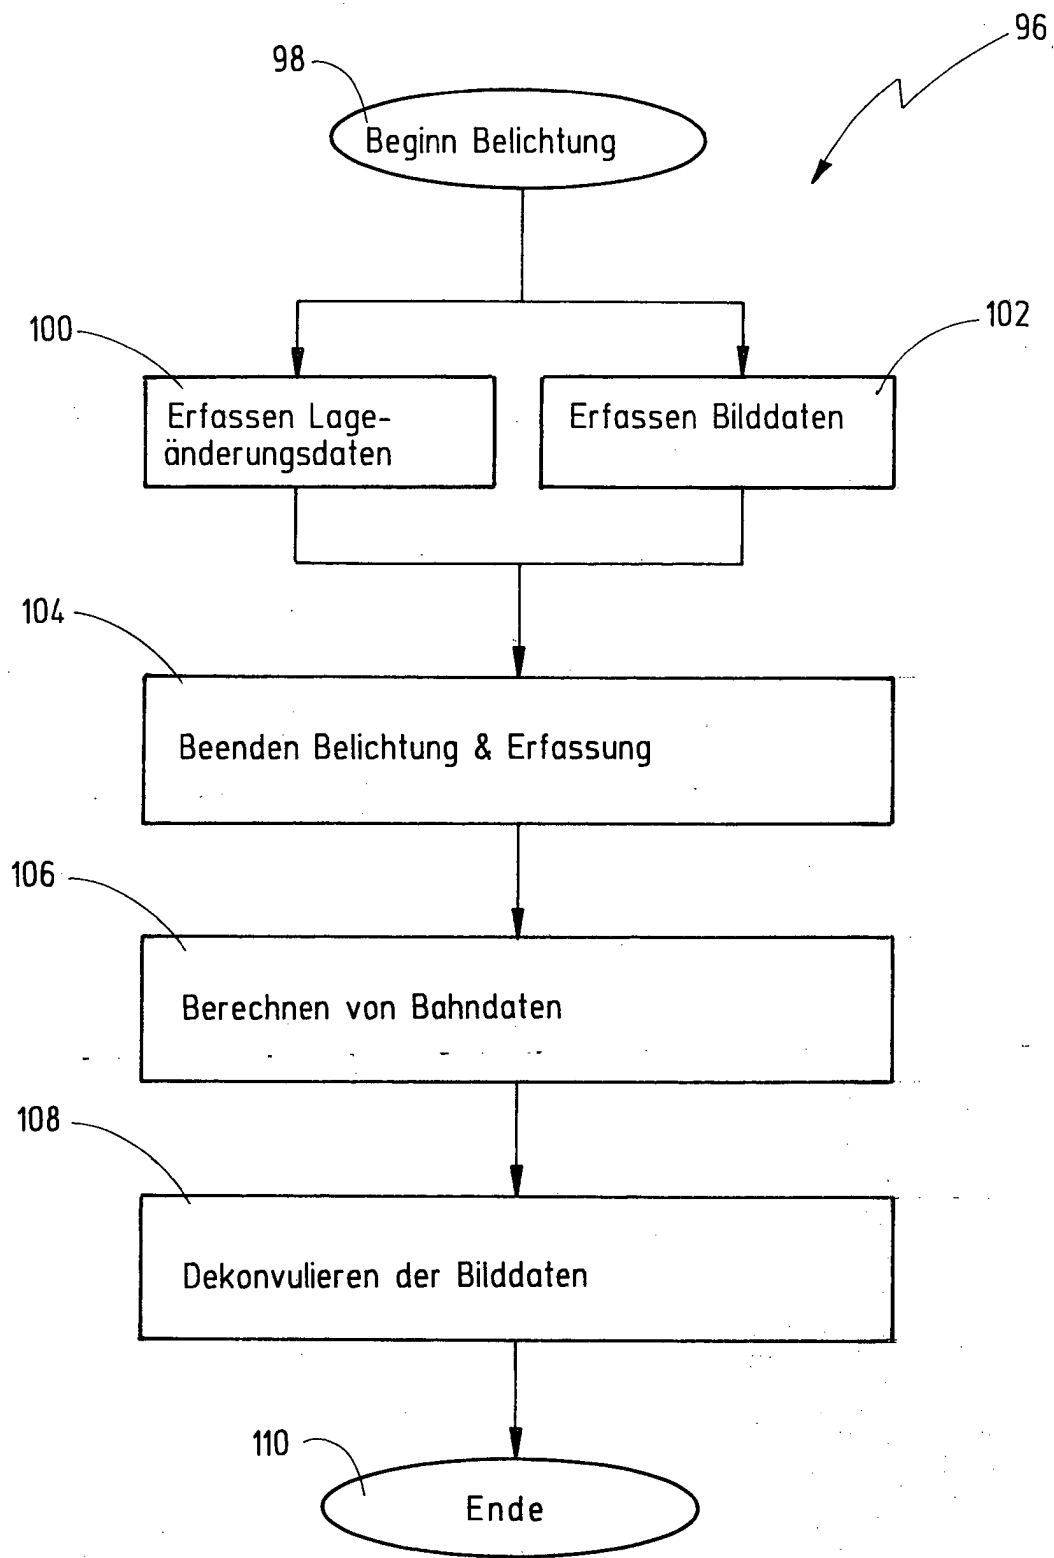 96
98
Beginn Belichtung
100
102
Erfassen Lage-
änderungsdaten
Erfassen Bilddaten
104
Beenden Belichtung & Erfassung
106
Berechnen von Bahndaten
108
Dekonvulieren der Bilddaten
110
Ende